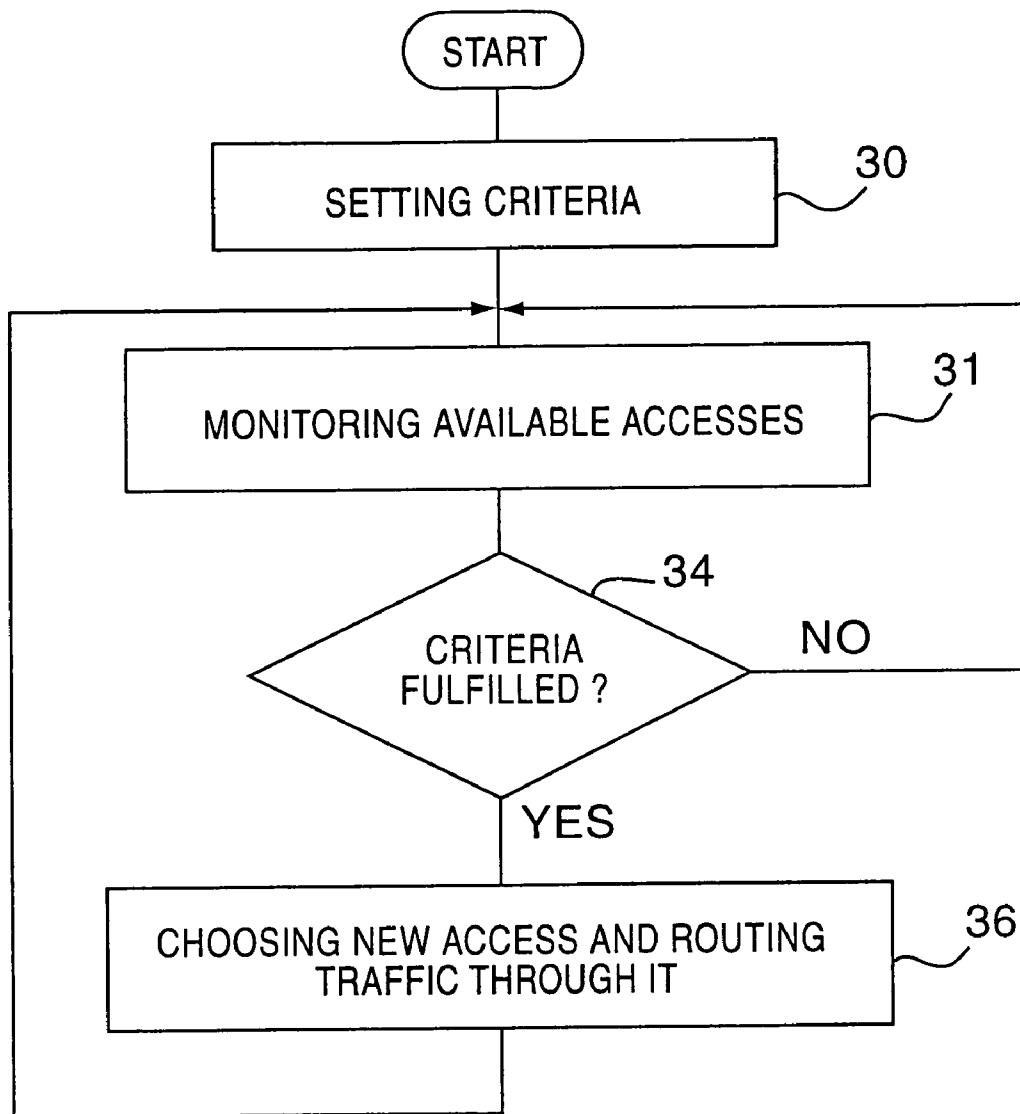 START
SETTING CRITERIA
30
MONITORING AVAILABLE ACCESSES
31
34
CRITERIA
FULFILLED ?
NO
YES
CHOOSING NEW ACCESS AND ROUTING
TRAFFIC THROUGH IT
36